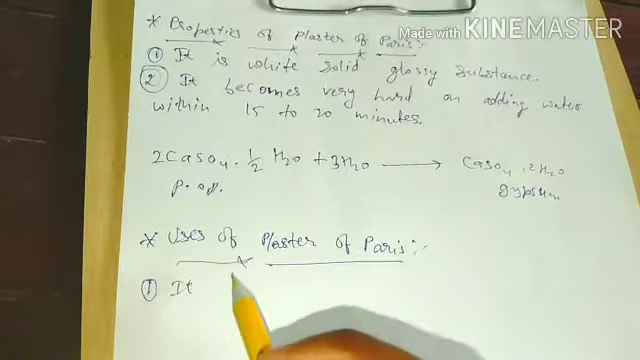 Made with KINEMASTER
* Properties of Plaster of Paris:-
① It is white solid glossy substance.
② It becomes very hard on adding water
within 15 to 20 minutes.
2CaSO4 . 1/2 H2O + 3H2O ⟶ CaSO4 . 2H2O
P.O.P. gypsum
* Uses of Plaster of Paris:-
① It